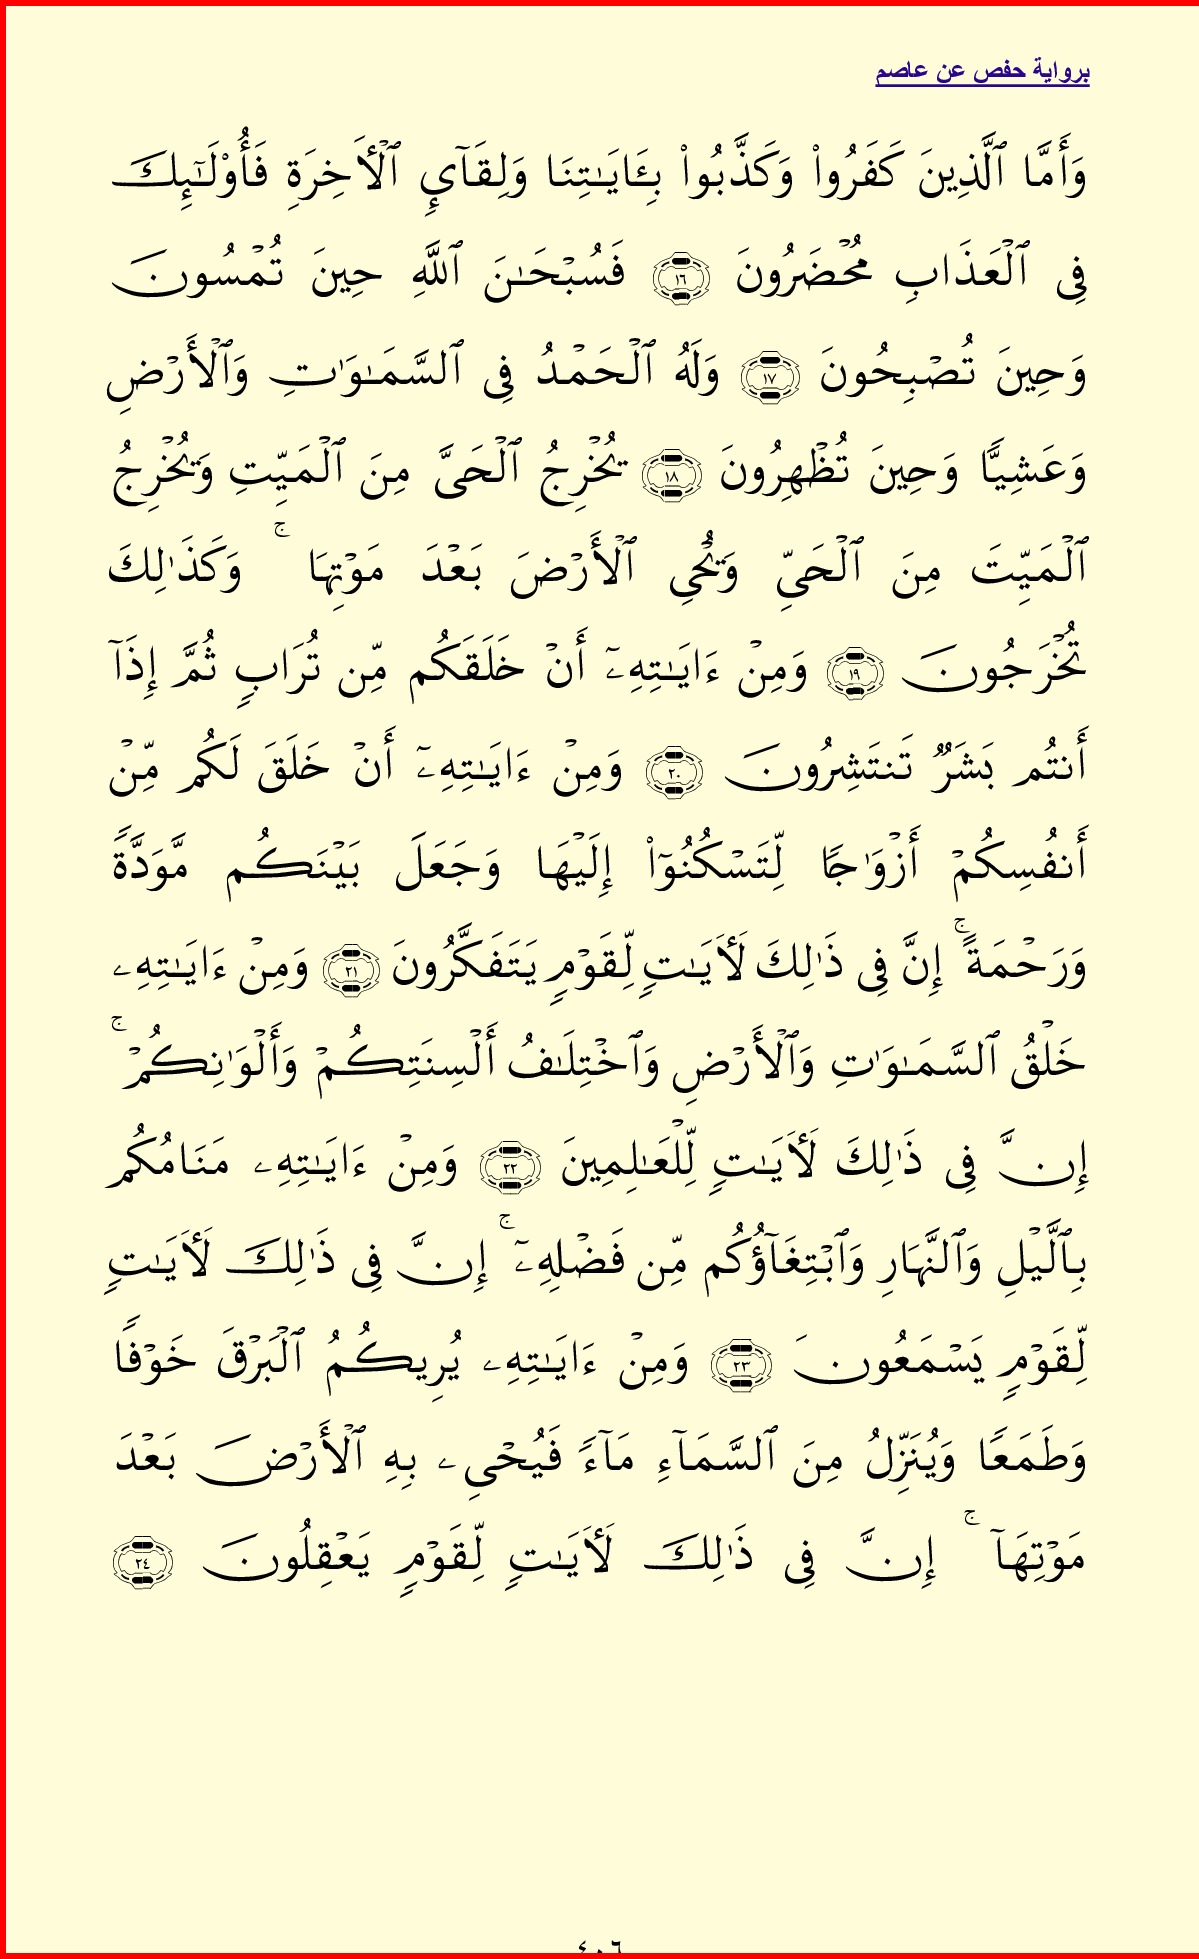 برواية حفص عن عاصم
وَأَمَّا ٱلَّذِينَ كَفَرُواْ وَكَذَّبُواْ بِـَٔايَٰتِنَا وَلِقَآيِٕ ٱلۡأٓخِرَةِ فَأُوْلَٰٓئِكَ
فِى ٱلۡعَذَابِ مُحۡضَرُونَ ١٦ فَسُبۡحَٰنَ ٱللَّهِ حِينَ تُمۡسُونَ
وَحِينَ تُصۡبِحُونَ ١٧ وَلَهُ ٱلۡحَمۡدُ فِى ٱلسَّمَٰوَٰتِ وَٱلۡأَرۡضِ
وَعَشِيًّا وَحِينَ تُظۡهِرُونَ ١٨ يُخۡرِجُ ٱلۡحَىَّ مِنَ ٱلۡمَيِّتِ وَيُخۡرِجُ
ٱلۡمَيِّتَ مِنَ ٱلۡحَىِّ وَيُحۡىِ ٱلۡأَرۡضَ بَعۡدَ مَوۡتِهَا ۚ وَكَذَٰلِكَ
تُخۡرَجُونَ ١٩ وَمِنۡ ءَايَٰتِهِۦٓ أَنۡ خَلَقَكُم مِّن تُرَابٍ ثُمَّ إِذَآ
أَنتُم بَشَرٌ تَنتَشِرُونَ ٢٠ وَمِنۡ ءَايَٰتِهِۦٓ أَنۡ خَلَقَ لَكُم مِّنۡ
أَنفُسِكُمۡ أَزۡوَٰجًا لِّتَسۡكُنُوٓاْ إِلَيۡهَا وَجَعَلَ بَيۡنَكُم مَّوَدَّةً
وَرَحۡمَةً ۚ إِنَّ فِى ذَٰلِكَ لَأٓيَٰتٍ لِّقَوۡمٍ يَتَفَكَّرُونَ ٢١ وَمِنۡ ءَايَٰتِهِۦ
خَلۡقُ ٱلسَّمَٰوَٰتِ وَٱلۡأَرۡضِ وَٱخۡتِلَٰفُ أَلۡسِنَتِكُمۡ وَأَلۡوَٰنِكُمۡ ۚ
إِنَّ فِى ذَٰلِكَ لَأٓيَٰتٍ لِّلۡعَٰلِمِينَ ٢٢ وَمِنۡ ءَايَٰتِهِۦ مَنَامُكُم
بِٱلَّيۡلِ وَٱلنَّهَارِ وَٱبۡتِغَآؤُكُم مِّن فَضۡلِهِۦٓ ۚ إِنَّ فِى ذَٰلِكَ لَأٓيَٰتٍ
لِّقَوۡمٍ يَسۡمَعُونَ ٢٣ وَمِنۡ ءَايَٰتِهِۦ يُرِيكُمُ ٱلۡبَرۡقَ خَوۡفًا
وَطَمَعًا وَيُنَزِّلُ مِنَ ٱلسَّمَآءِ مَآءً فَيُحۡىِۦ بِهِ ٱلۡأَرۡضَ بَعۡدَ
مَوۡتِهَآ ۚ إِنَّ فِى ذَٰلِكَ لَأٓيَٰتٍ لِّقَوۡمٍ يَعۡقِلُونَ ٢٤
٤٠٦